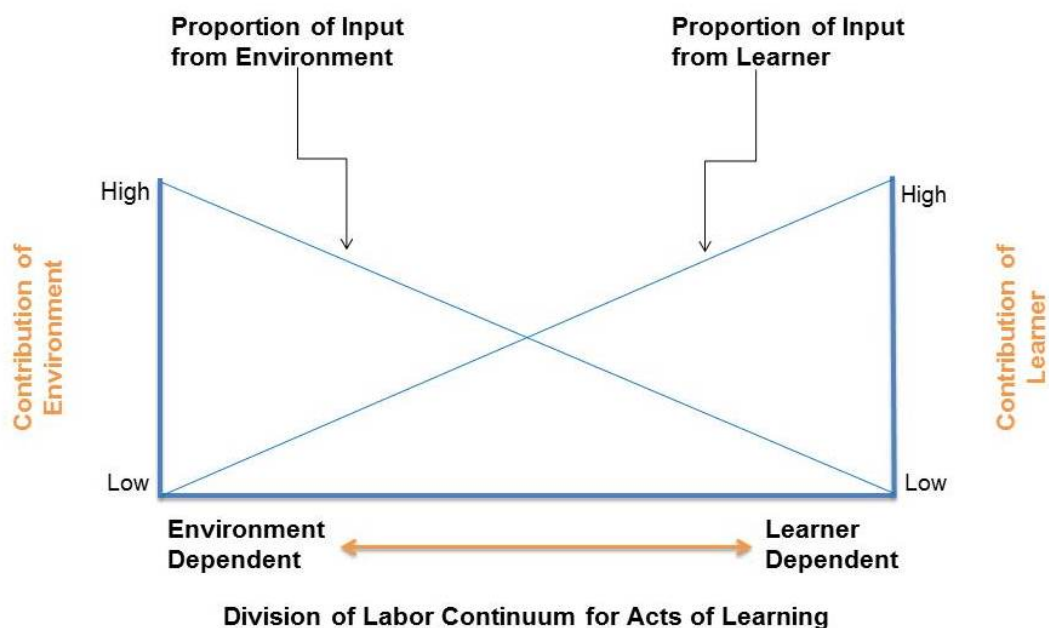 Proportion of Input
from Environment
Proportion of Input
from Learner
High
High
Contribution of
Environment
Contribution of
Learner
Low
Low
Environment
Dependent
Learner
Dependent
Division of Labor Continuum for Acts of Learning